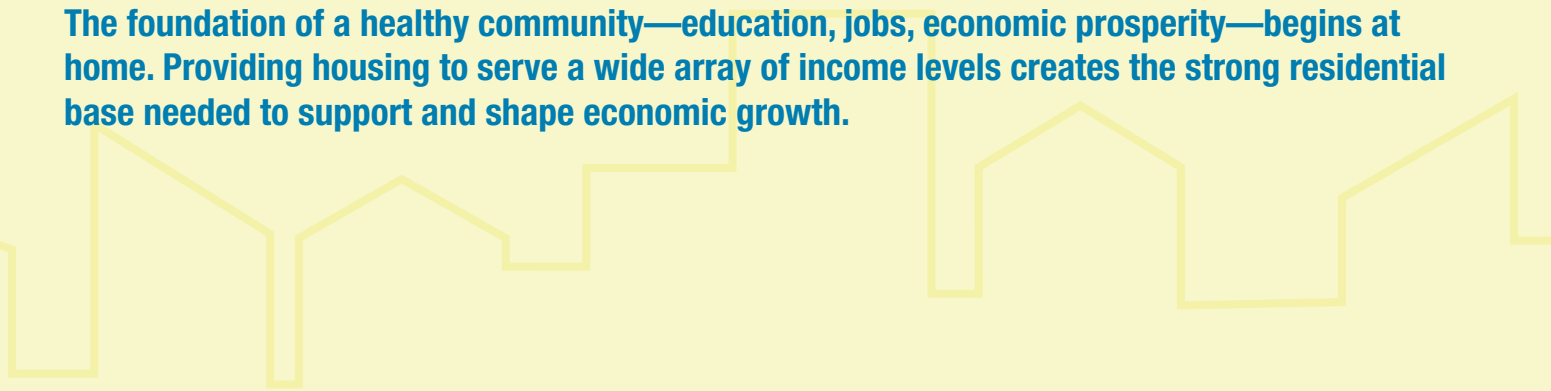 The foundation of a healthy community—education, jobs, economic prosperity—begins at
home. Providing housing to serve a wide array of income levels creates the strong residential
base needed to support and shape economic growth.